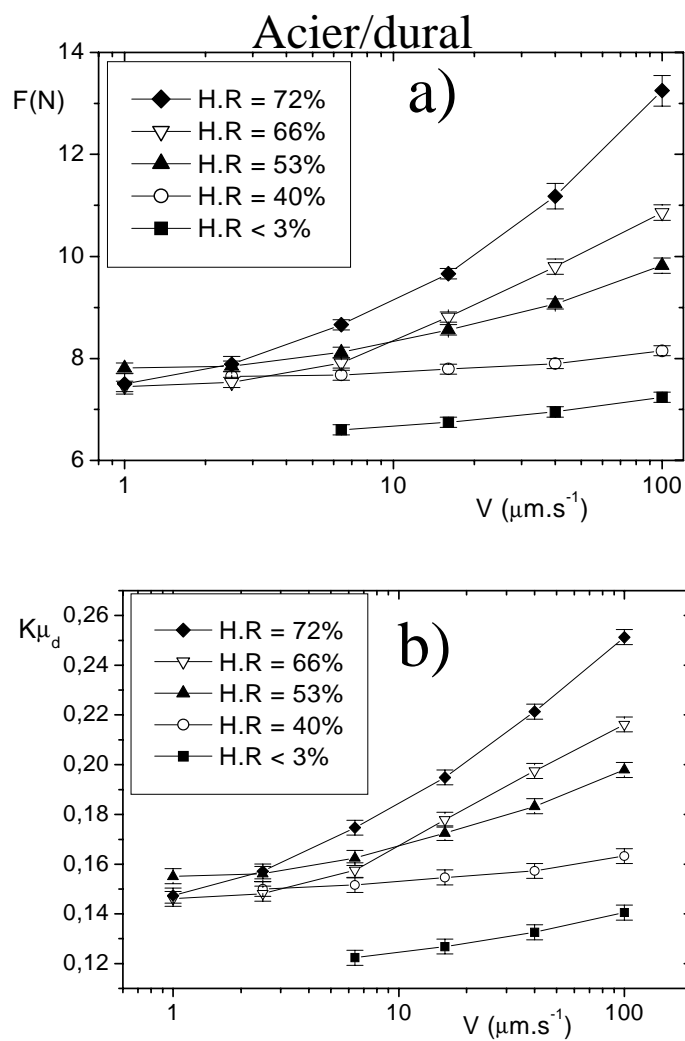 Acier/dural
a)
F(N)
14
12
10
8
6
H.R = 72%
H.R = 66%
H.R = 53%
H.R = 40%
H.R < 3%
1
10
100
V (μm.s⁻¹)
b)
Kμd
0,26
0,24
0,22
0,20
0,18
0,16
0,14
0,12
H.R = 72%
H.R = 66%
H.R = 53%
H.R = 40%
H.R < 3%
1
10
100
V (μm.s⁻¹)